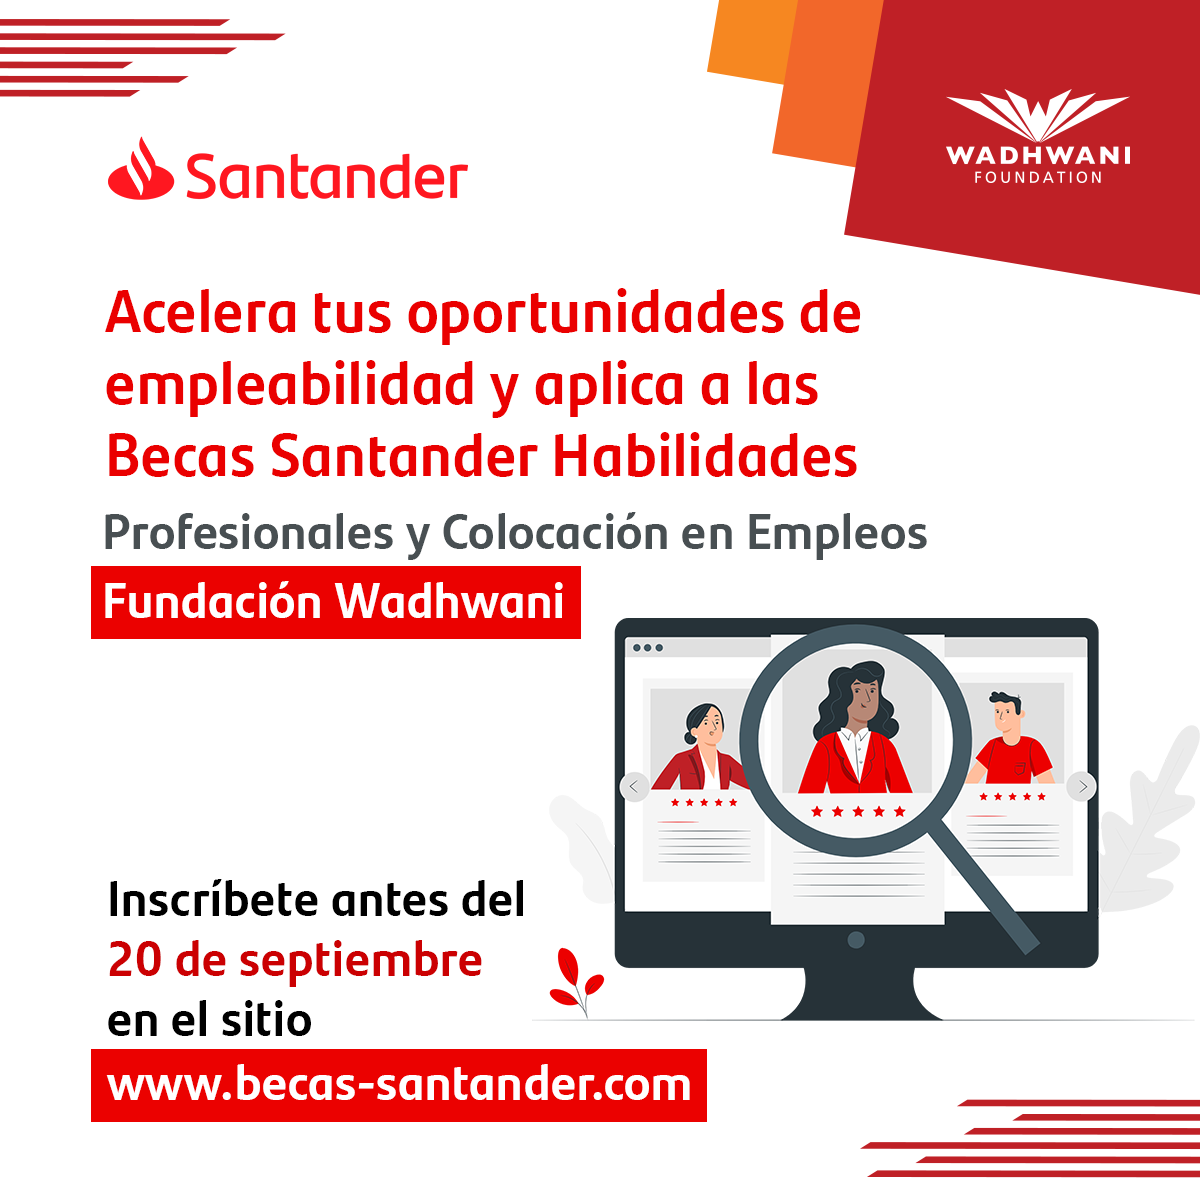 Santander
WADHWANI
FOUNDATION
Acelera tus oportunidades de
empleabilidad y aplica a las
Becas Santander Habilidades
Profesionales y Colocación en Empleos
Fundación Wadhwani
Inscríbete antes del
20 de septiembre
en el sitio
www.becas-santander.com